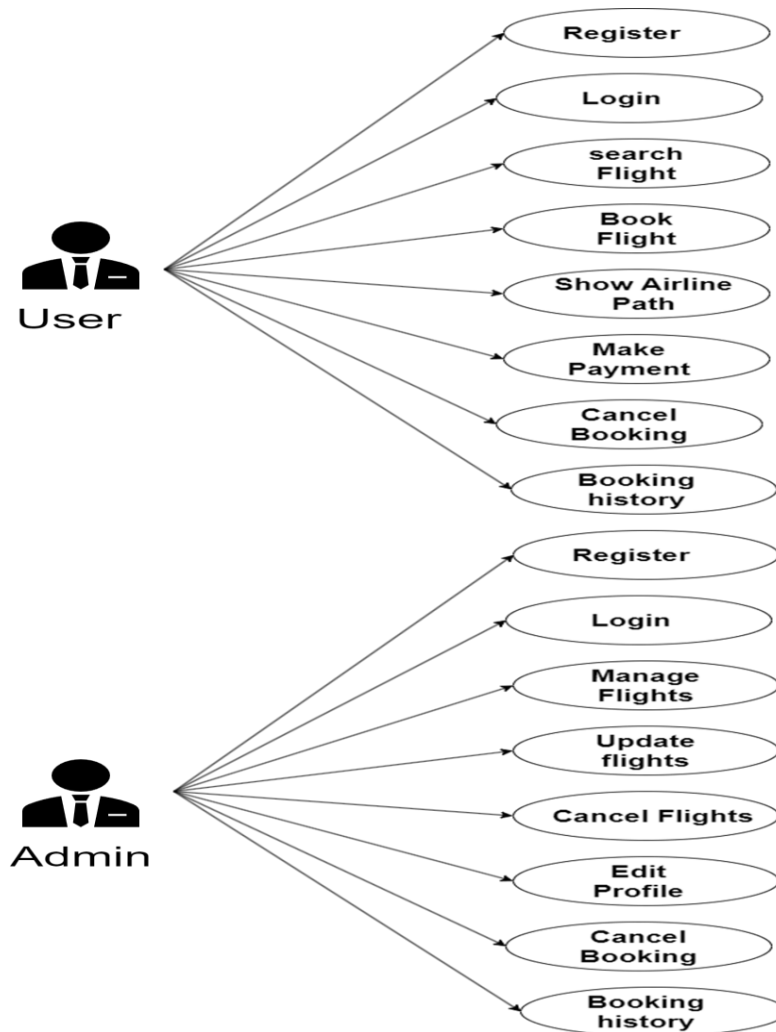 Register
Login
search
Flight
Book
Flight
Show Airline
Path
Make
Payment
Cancel
Booking
Booking
history
User
Register
Login
Manage
Flights
Update
flights
Cancel Flights
Edit
Profile
Cancel
Booking
Booking
history
Admin